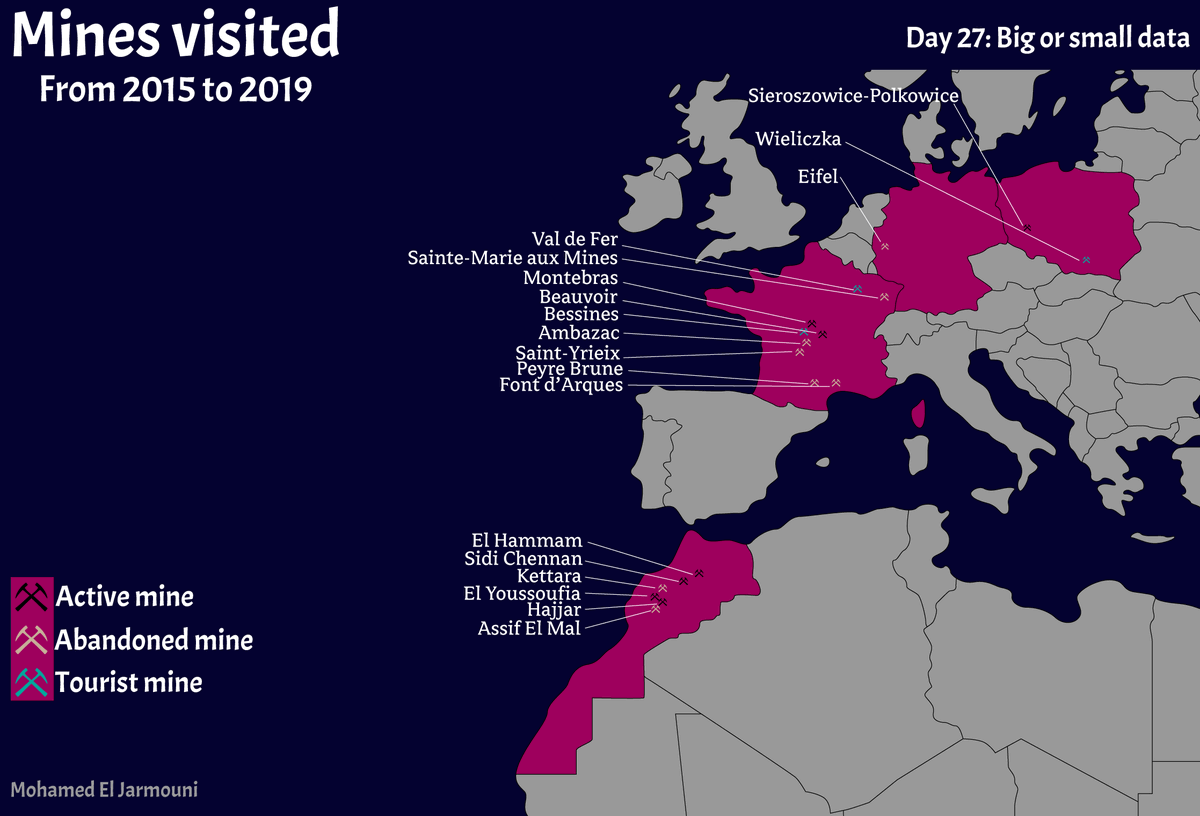 Mines visited
From 2015 to 2019
Day 27: Big or small data
Sieroszowice-Polkowice
Wieliczka
Eifel
Val de Fer
Sainte-Marie aux Mines
Montebras
Beauvoir
Bessines
Ambazac
Saint-Yrieix
Peyre Brune
Font d’Arques
El Hammam
Sidi Chennan
Kettara
El Youssoufia
Hajjar
Assif El Mal
Active mine
Abandoned mine
Tourist mine
Mohamed El Jarmouni